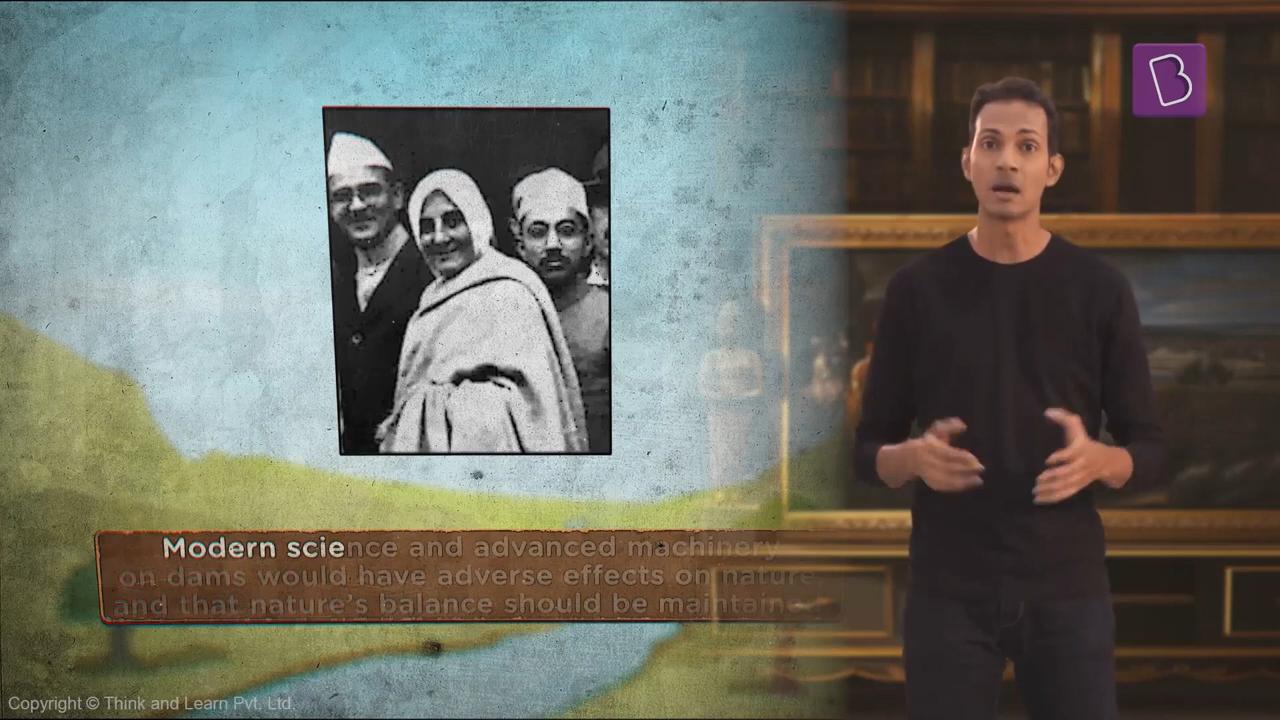 Modern science and advanced machinery
on dams would have adverse effects on nature
and that nature's balance should be maintained
Copyright © Think and Learn Pvt. Ltd.